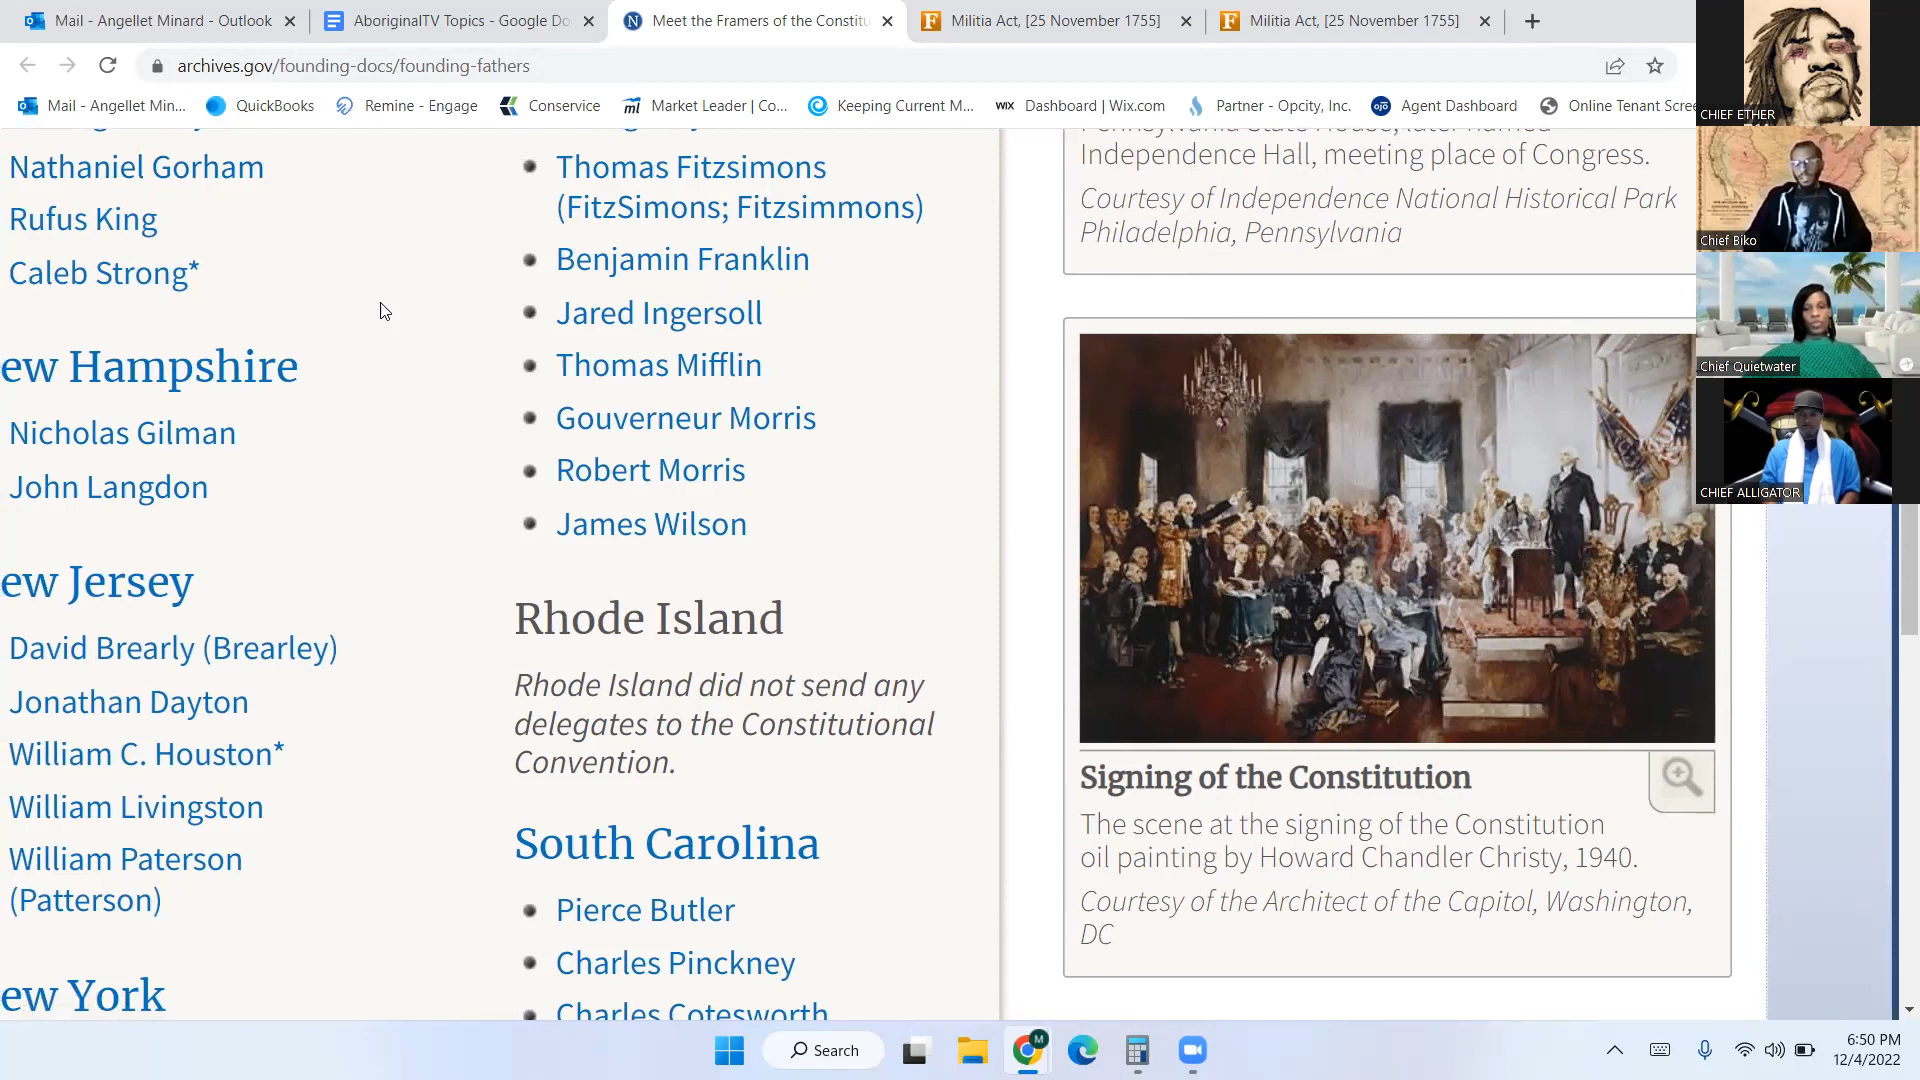 Mail - Angellet Minard - Outlook
AboriginalTV Topics - Google Do
Meet the Framers of the Constitu
Militia Act, [25 November 1755]
Militia Act, [25 November 1755]
archives.gov/founding-docs/founding-fathers
Mail - Angellet Min...
QuickBooks
Remine - Engage
Conservice
Market Leader | Co...
Keeping Current M...
Dashboard | Wix.com
Partner - Opcity, Inc.
Agent Dashboard
Online Tenant Scre
Nathaniel Gorham
Rufus King
Caleb Strong*
ew Hampshire
Nicholas Gilman
John Langdon
ew Jersey
David Brearly (Brearley)
Jonathan Dayton
William C. Houston*
William Livingston
William Paterson
(Patterson)
ew York
Thomas Fitzsimons
(FitzSimons; Fitzsimmons)
Benjamin Franklin
Jared Ingersoll
Thomas Mifflin
Gouverneur Morris
Robert Morris
James Wilson
Rhode Island
Rhode Island did not send any
delegates to the Constitutional
Convention.
South Carolina
Pierce Butler
Charles Pinckney
Charles Cotesworth
Pennsylvania State House, later named
Independence Hall, meeting place of Congress.
Courtesy of Independence National Historical Park
Philadelphia, Pennsylvania
Signing of the Constitution
The scene at the signing of the Constitution
oil painting by Howard Chandler Christy, 1940.
Courtesy of the Architect of the Capitol, Washington,
DC
CHIEF ETHER
Chief Biko
Chief Quietwater
CHIEF ALLIGATOR
Search
6:50 PM
12/4/2022